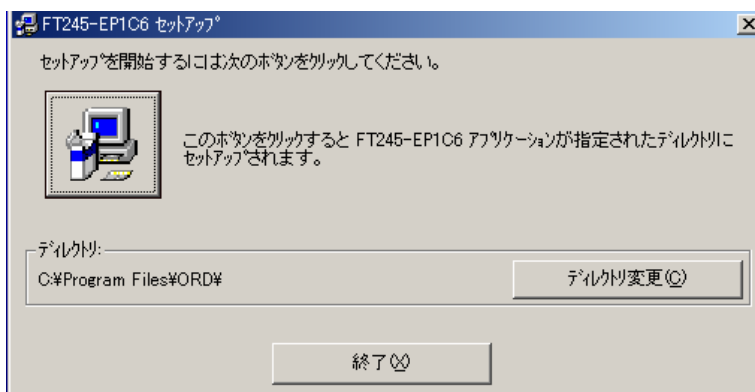 FT245-EP1C6 セットアップ
セットアップを開始するには次のボタンをクリックしてください。
このボタンをクリックすると FT245-EP1C6 アプリケーションが指定されたディレクトリに
セットアップされます。
ディレクトリ:
C:¥Program Files¥ORD¥
ディレクトリ変更(C)
終了(X)